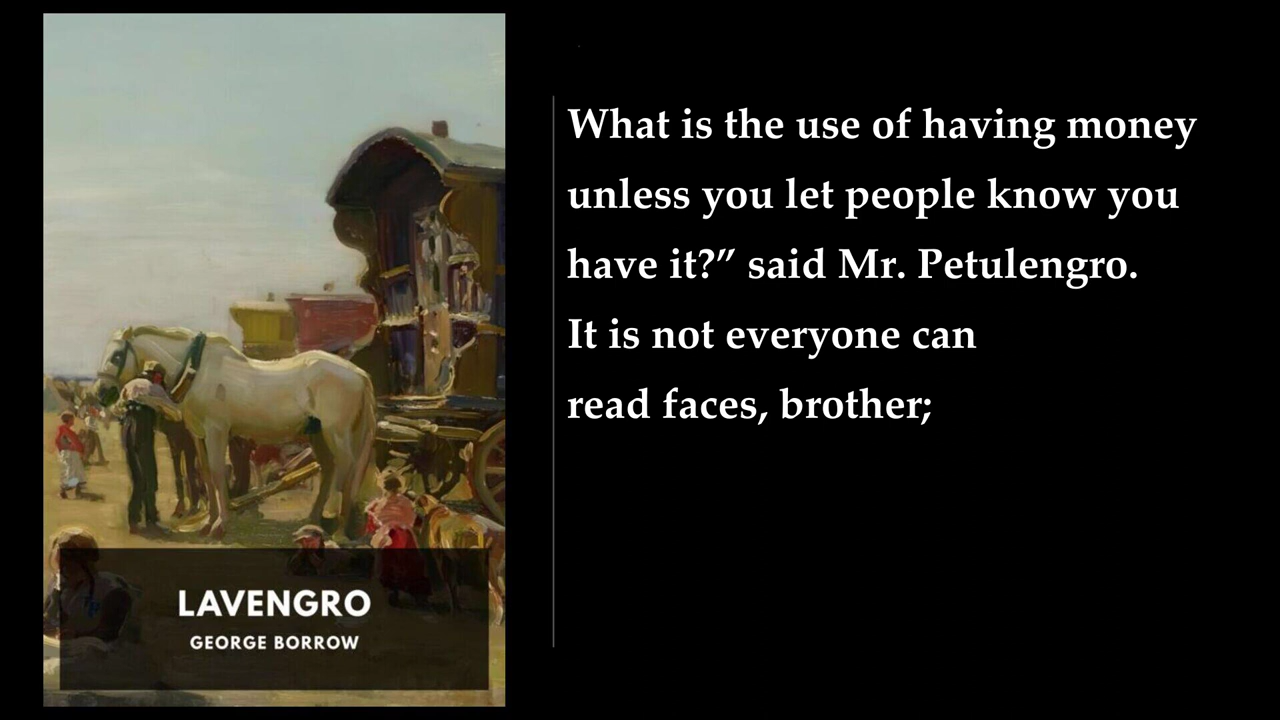 LAVENGRO
GEORGE BORROW
What is the use of having money
unless you let people know you
have it?” said Mr. Petulengro.
It is not everyone can
read faces, brother;